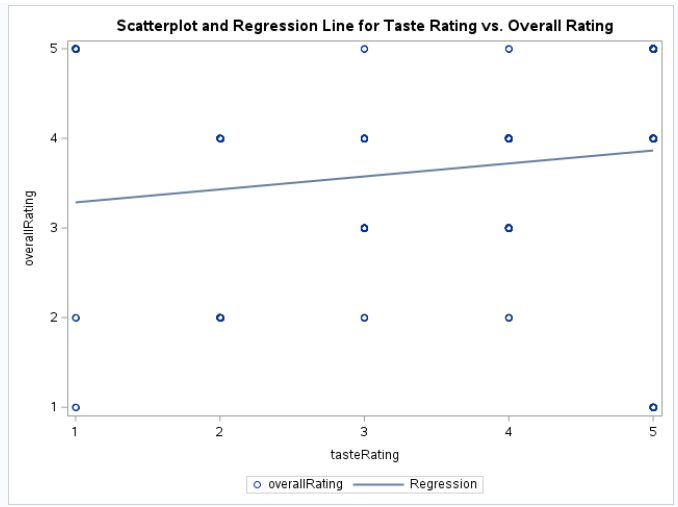 Scatterplot and Regression Line for Taste Rating vs. Overall Rating
5
4
3
2
1
overallRating
1 2 3 4 5
tasteRating
overallRating Regression